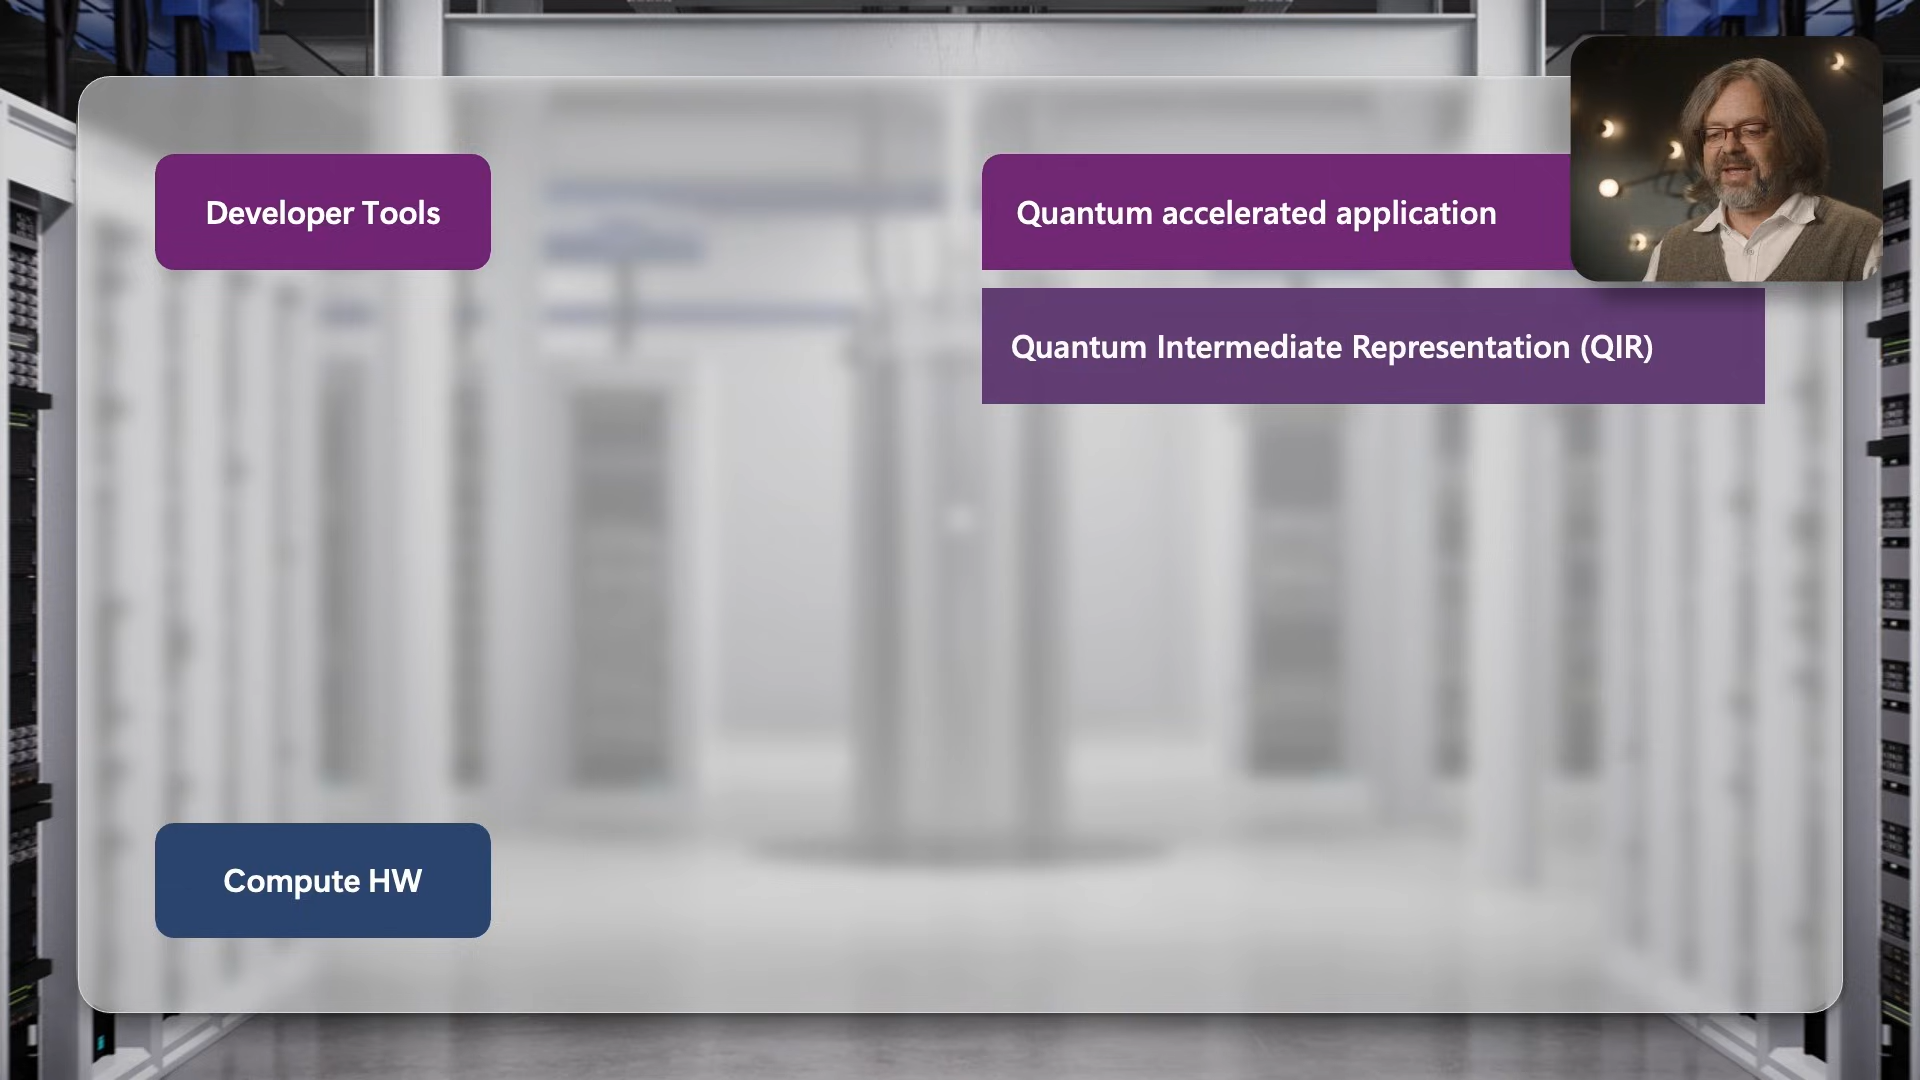 Developer Tools
Quantum accelerated application
Quantum Intermediate Representation (QIR)
Compute HW